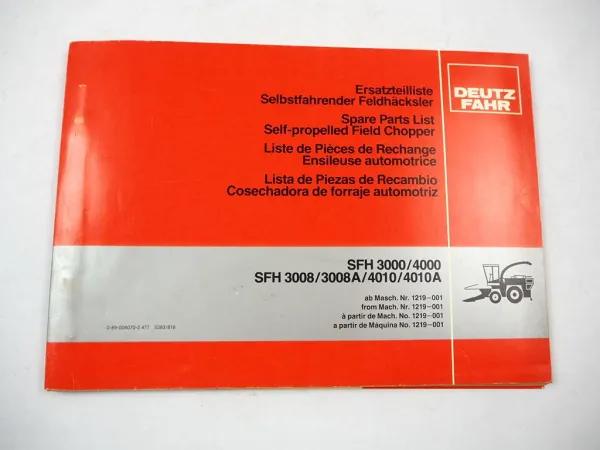 DEUTZ
FAHR
Ersatzteilliste
Selbstfahrender Feldhäcksler
Spare Parts List
Self-propelled Field Chopper
Liste de Pièces de Rechange
Ensileuse automotrice
Lista de Piezas de Recambio
Cosechadora de forraje automotriz
SFH 3000/4000
SFH 3008/3008A/4010/4010A
ab Masch. Nr. 1219-001
from Mach. Nr. 1219-001
à partir de Mach. No. 1219-001
a partir de Máquina No. 1219-001